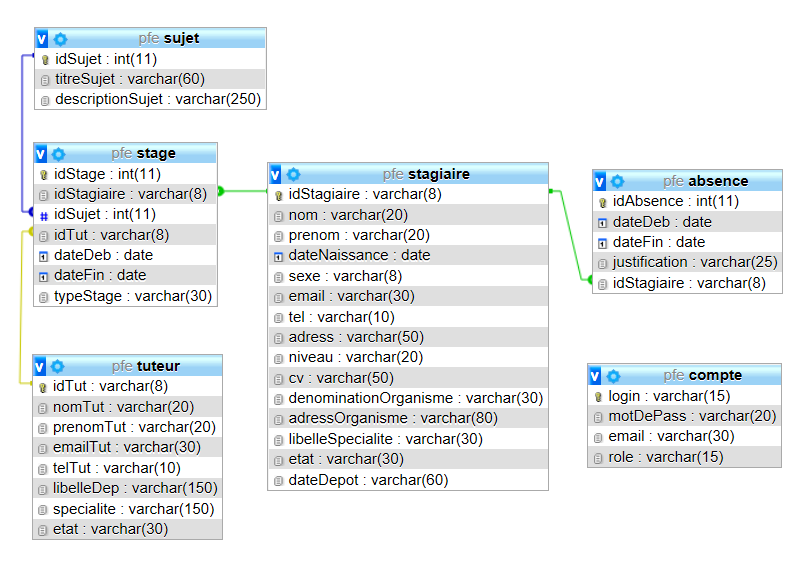 pfe sujet
idSujet : int(11)
titreSujet : varchar(60)
descriptionSujet : varchar(250)
pfe stage
idStage : int(11)
idStagiaire : varchar(8)
idSujet : int(11)
idTut : varchar(8)
dateDeb : date
dateFin : date
typeStage : varchar(30)
pfe tuteur
idTut : varchar(8)
nomTut : varchar(20)
prenomTut : varchar(20)
emailTut : varchar(30)
telTut : varchar(10)
libelleDep : varchar(150)
specialite : varchar(150)
etat : varchar(30)
pfe stagiaire
idStagiaire : varchar(8)
nom : varchar(20)
prenom : varchar(20)
dateNaissance : date
sexe : varchar(8)
email : varchar(30)
tel : varchar(10)
adress : varchar(50)
niveau : varchar(20)
cv : varchar(50)
denominationOrganisme : varchar(30)
adressOrganisme : varchar(80)
libelleSpecialite : varchar(30)
etat : varchar(30)
dateDepot : varchar(60)
pfe absence
idAbsence : int(11)
dateDeb : date
dateFin : date
justification : varchar(25)
idStagiaire : varchar(8)
pfe compte
login : varchar(15)
motDePass : varchar(20)
email : varchar(30)
role : varchar(15)